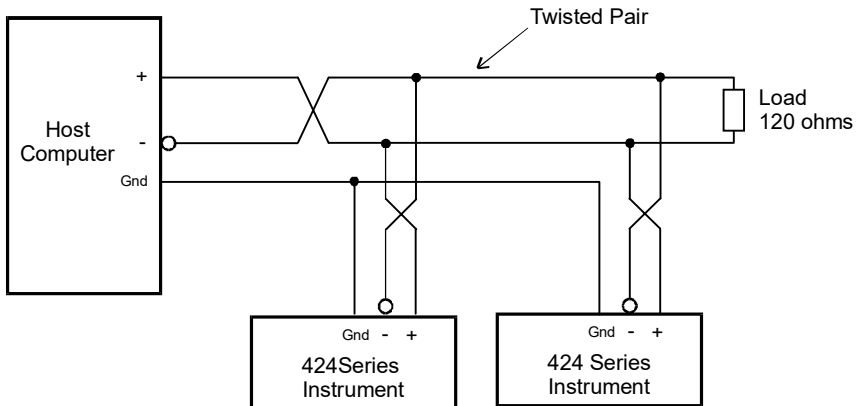 Twisted Pair
+
Host
Computer
-
Gnd
Load
120 ohms
Gnd - +
424Series
Instrument
Gnd - +
424 Series
Instrument